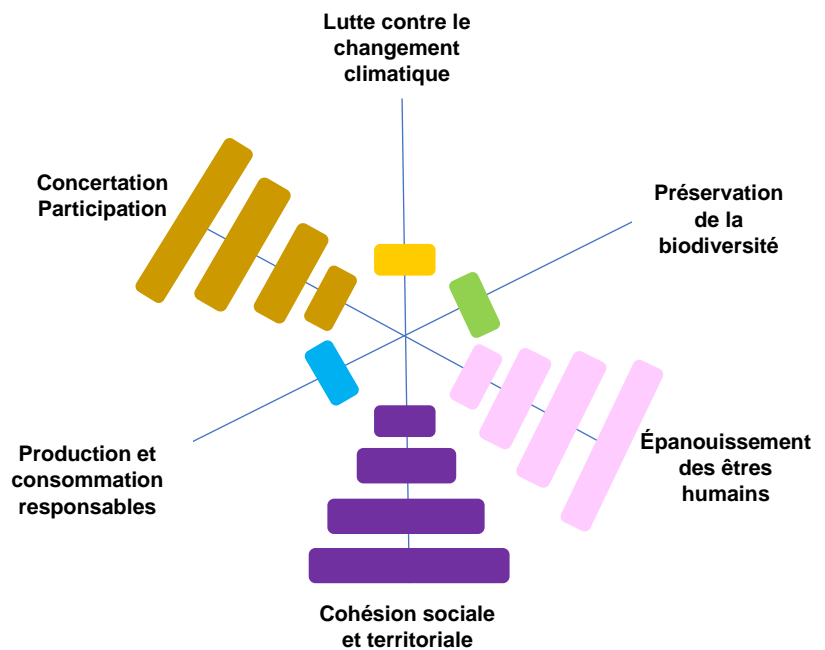 Lutte contre le
changement
climatique
Concertation
Participation
Préservation
de la
biodiversité
Production et
consommation
responsables
Épanouissement
des êtres
humains
Cohésion sociale
et territoriale